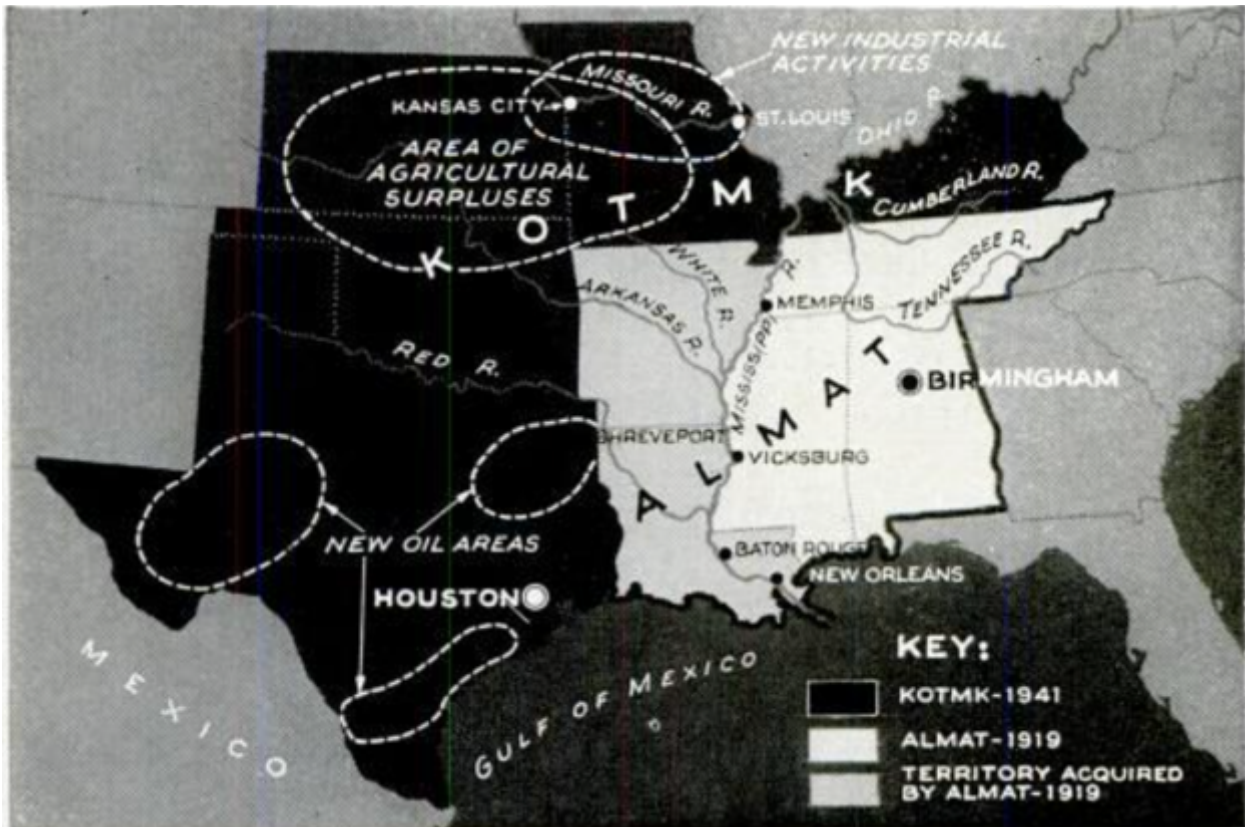 NEW INDUSTRIAL
ACTIVITIES
MISSOURI R.
KANSAS CITY
ST. LOUIS
OHIO R.
AREA OF
AGRICULTURAL
SURPLUSES
K O T M K
CUMBERLAND R.
WHITE R.
TENNESSEE R.
ARKANSAS R.
MEMPHIS
MISSISSIPPI R.
RED R.
BIRMINGHAM
A L M A T
SHREVEPORT
VICKSBURG
NEW OIL AREAS
BATON ROUGE
NEW ORLEANS
HOUSTON
MEXICO
GULF OF MEXICO
KEY:
KOTMK-1941
ALMAT-1919
TERRITORY ACQUIRED
BY ALMAT-1919